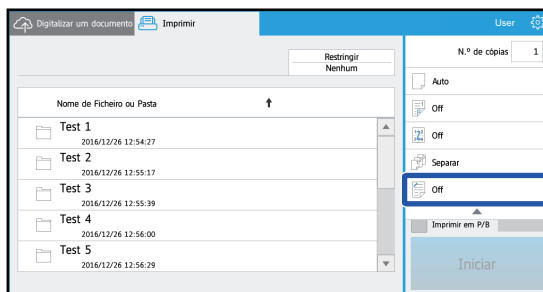 Digitalizar um documento
Imprimir
User
Restringir
Nenhum
N.º de cópias
1
Nome de Ficheiro ou Pasta
Test 1
2016/12/26 12:54:27
Test 2
2016/12/26 12:55:17
Test 3
2016/12/26 12:55:39
Test 4
2016/12/26 12:56:00
Test 5
2016/12/26 12:56:29
Auto
Off
Off
Separar
Off
Imprimir em P/B
Iniciar